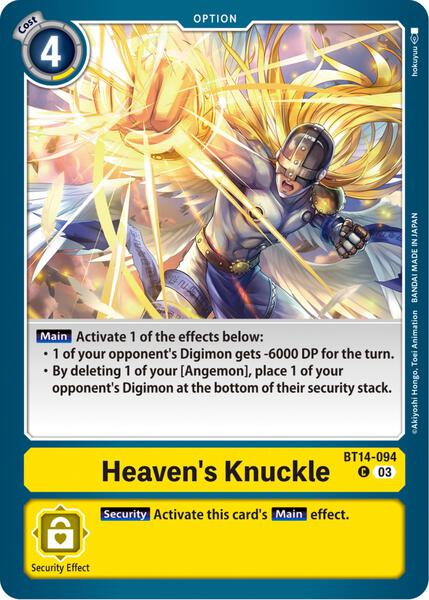 OPTION
Cost
4
hokuyuu
©Akiyoshi Hongo, Toei Animation BANDAI MADE IN JAPAN
Main Activate 1 of the effects below:
• 1 of your opponent's Digimon gets -6000 DP for the turn.
• By deleting 1 of your [Angemon], place 1 of your
opponent's Digimon at the bottom of their security stack.
BT14-094
Heaven's Knuckle
C 03
Security Activate this card's Main effect.
Security Effect